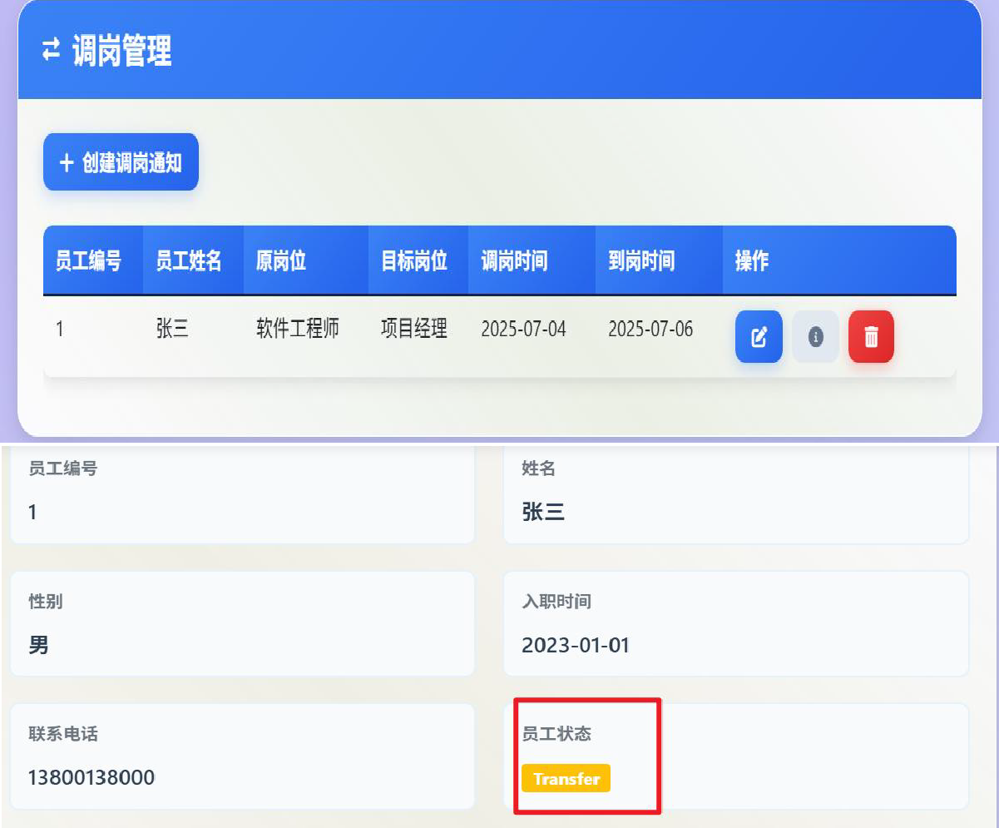 调岗管理
+ 创建调岗通知
员工编号 员工姓名 原岗位 目标岗位 调岗时间 到岗时间 操作
1 张三 软件工程师 项目经理 2025-07-04 2025-07-06
员工编号 姓名
1 张三
性别 入职时间
男 2023-01-01
联系电话 员工状态
13800138000 Transfer